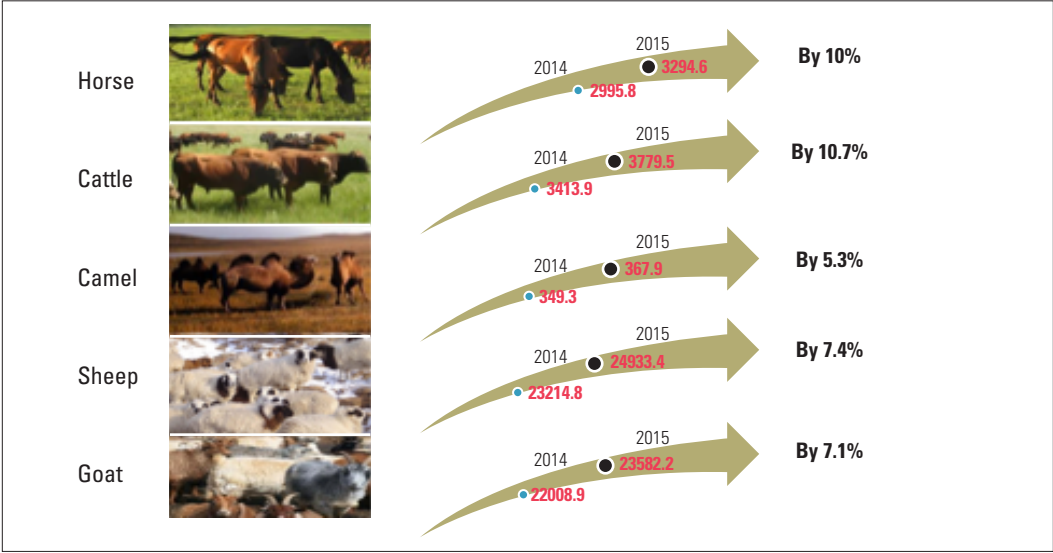 Horse
2014
2015
2995.8
3294.6
By 10%
Cattle
2014
2015
3413.9
3779.5
By 10.7%
Camel
2014
2015
349.3
367.9
By 5.3%
Sheep
2014
2015
23214.8
24933.4
By 7.4%
Goat
2014
2015
22008.9
23582.2
By 7.1%